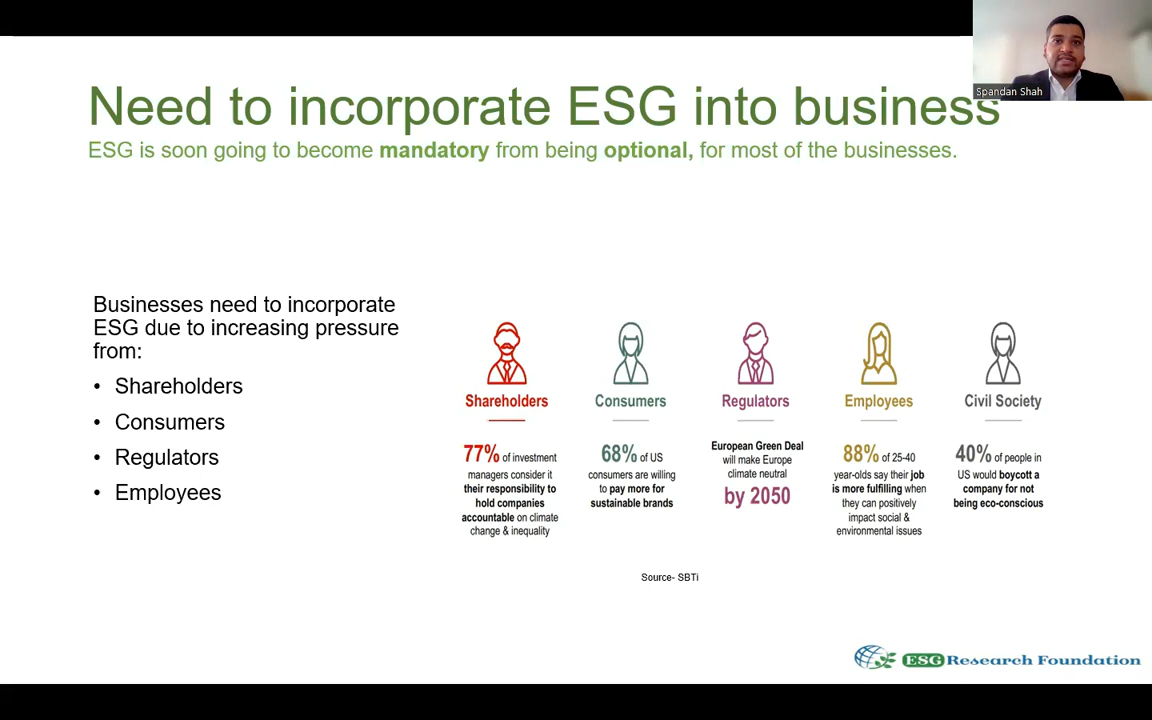 Spandan Shah
Need to incorporate ESG into business
ESG is soon going to become mandatory from being optional, for most of the businesses.
Businesses need to incorporate
ESG due to increasing pressure
from:
• Shareholders
• Consumers
• Regulators
• Employees
Shareholders
77% of investment
managers consider it
their responsibility to
hold companies
accountable on climate
change & inequality
Consumers
68% of US
consumers are willing
to pay more for
sustainable brands
Regulators
European Green Deal
will make Europe
climate neutral
by 2050
Employees
88% of 25-40
year-olds say their job
is more fulfilling when
they can positively
impact social &
environmental issues
Civil Society
40% of people in
US would boycott a
company for not
being eco-conscious
Source- SBTi
ESG Research Foundation